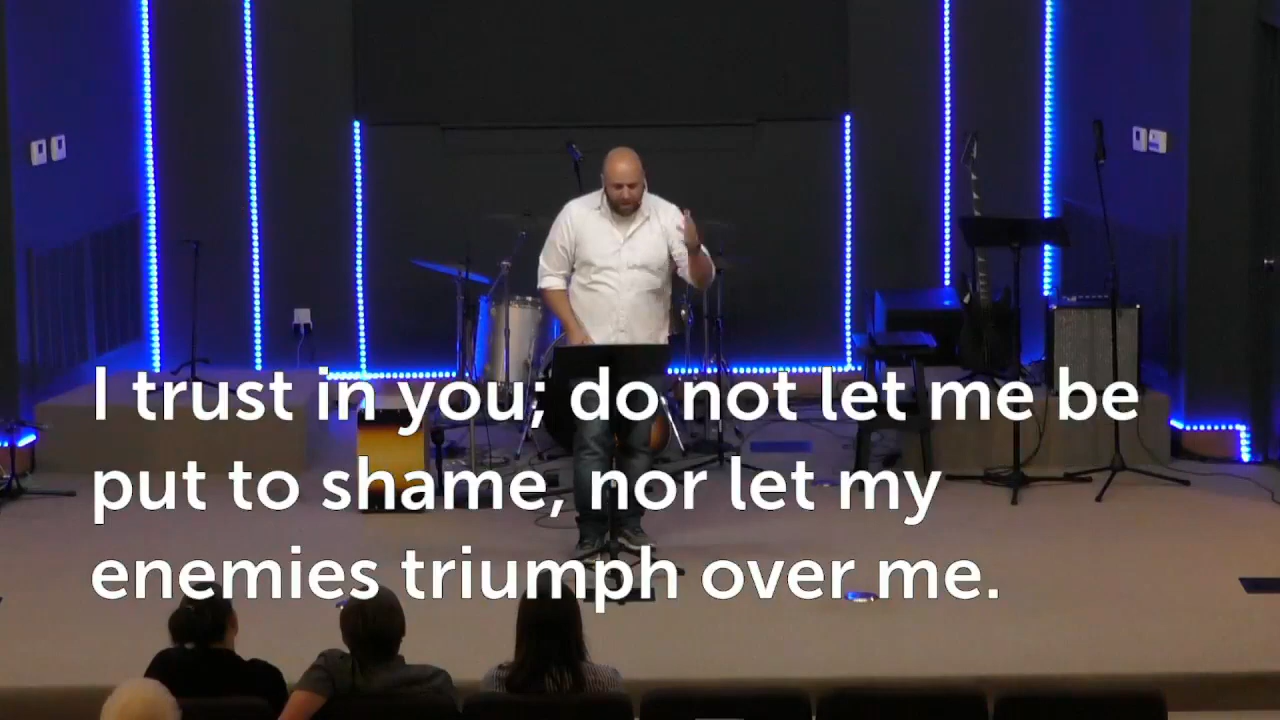 I trust in you; do not let me be
put to shame, nor let my
enemies triumph over me.